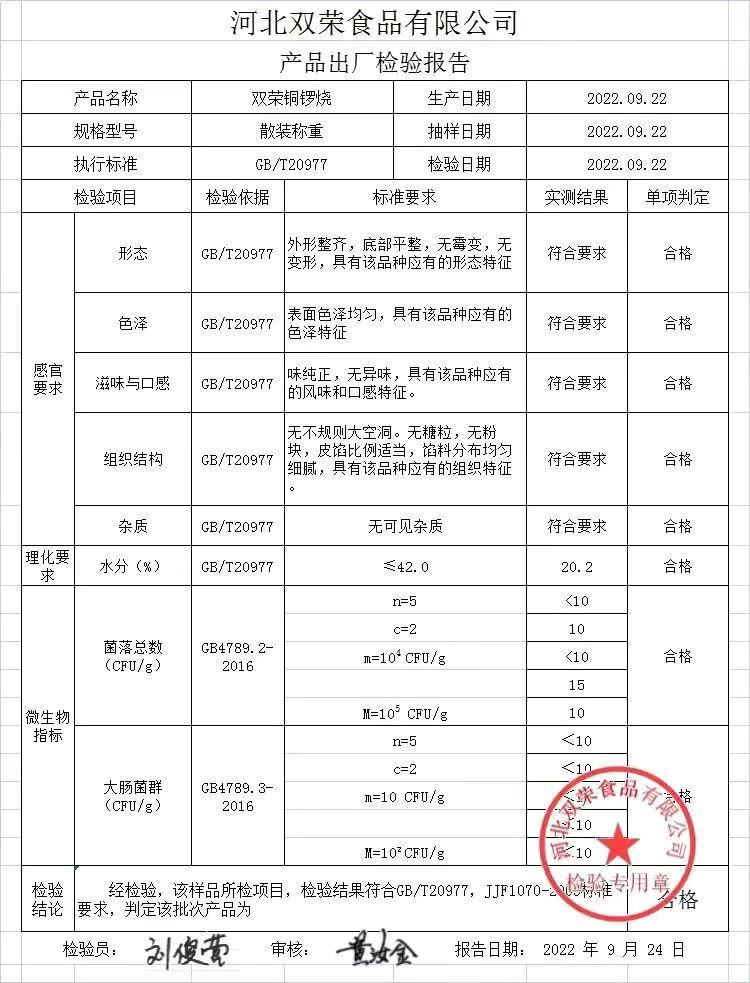 河北双荣食品有限公司
产品出厂检验报告
产品名称 双荣铜锣烧 生产日期 2022.09.22
规格型号 散装称重 抽样日期 2022.09.22
执行标准 GB/T20977 检验日期 2022.09.22
检验项目 检验依据 标准要求 实测结果 单项判定
感官
要求
形态 GB/T20977
外形整齐，底部平整，无霉变，无
变形，具有该品种应有的形态特征
符合要求 合格
色泽 GB/T20977
表面色泽均匀，具有该品种应有的
色泽特征
符合要求 合格
滋味与口感 GB/T20977
味纯正，无异味，具有该品种应有
的风味和口感特征。
符合要求 合格
组织结构 GB/T20977
无不规则大空洞。无糖粒，无粉
块，皮馅比例适当，馅料分布均匀
细腻，具有该品种应有的组织特征
。
符合要求 合格
杂质 GB/T20977 无可见杂质 符合要求 合格
理化要
求
水分（%） GB/T20977 ≤42.0 20.2 合格
微生物
指标
菌落总数
（CFU/g）
GB4789.2-
2016
n=5 <10
c=2 10
m=10⁴ CFU/g <10
15
M=10⁵ CFU/g 10
合格
大肠菌群
（CFU/g）
GB4789.3-
2016
n=5 <10
c=2 <10
m=10 CFU/g
<10
M=10²CFU/g <10
合格
检验
结论
经检验，该样品所检项目，检验结果符合GB/T20977，JJF1070-标准
要求，判定该批次产品为
合格
河北双荣食品有限公司
检验专用章
检验员： 刘俊营 审核： 黄汝金 报告日期： 2022 年 9 月 24 日